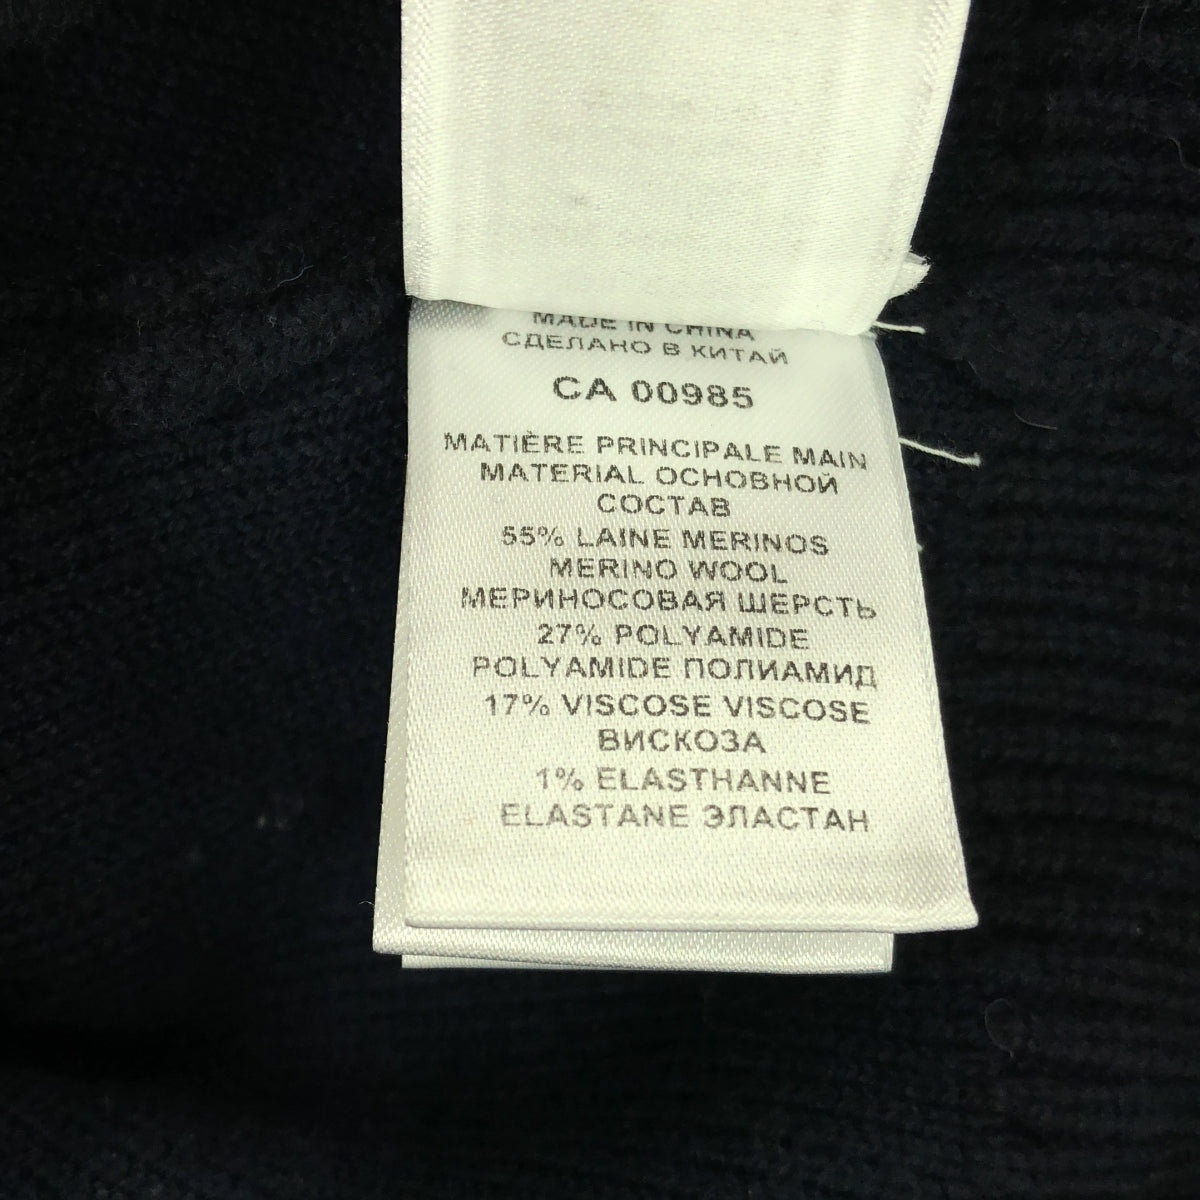 MADE IN CHINA
СДЕЛАНО В КИТАЙ
CA 00985
MATIÈRE PRINCIPALE MAIN
MATERIAL ОСНОВНОЙ
СОСТАВ
55% LAINE MERINOS
MERINO WOOL
МЕРИНОСОВАЯ ШЕРСТЬ
27% POLYAMIDE
POLYAMIDE ПОЛИАМИД
17% VISCOSE VISCOSE
ВИСКОЗА
1% ELASTHANNE
ELASTANE ЭЛАСТАН